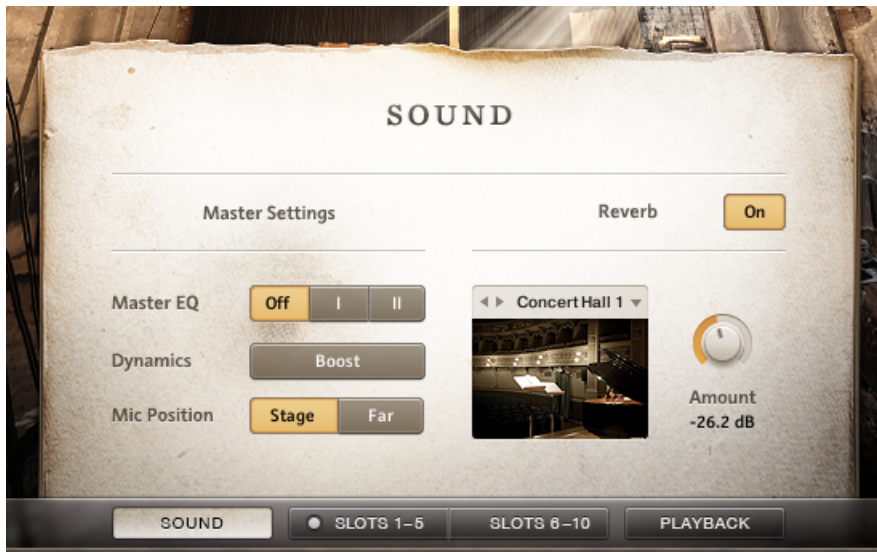 SOUND
Master Settings
Reverb On
Master EQ Off I II
Concert Hall 1
Dynamics Boost
Mic Position Stage Far
Amount
-26.2 dB
SOUND SLOTS 1–5 SLOTS 6–10 PLAYBACK